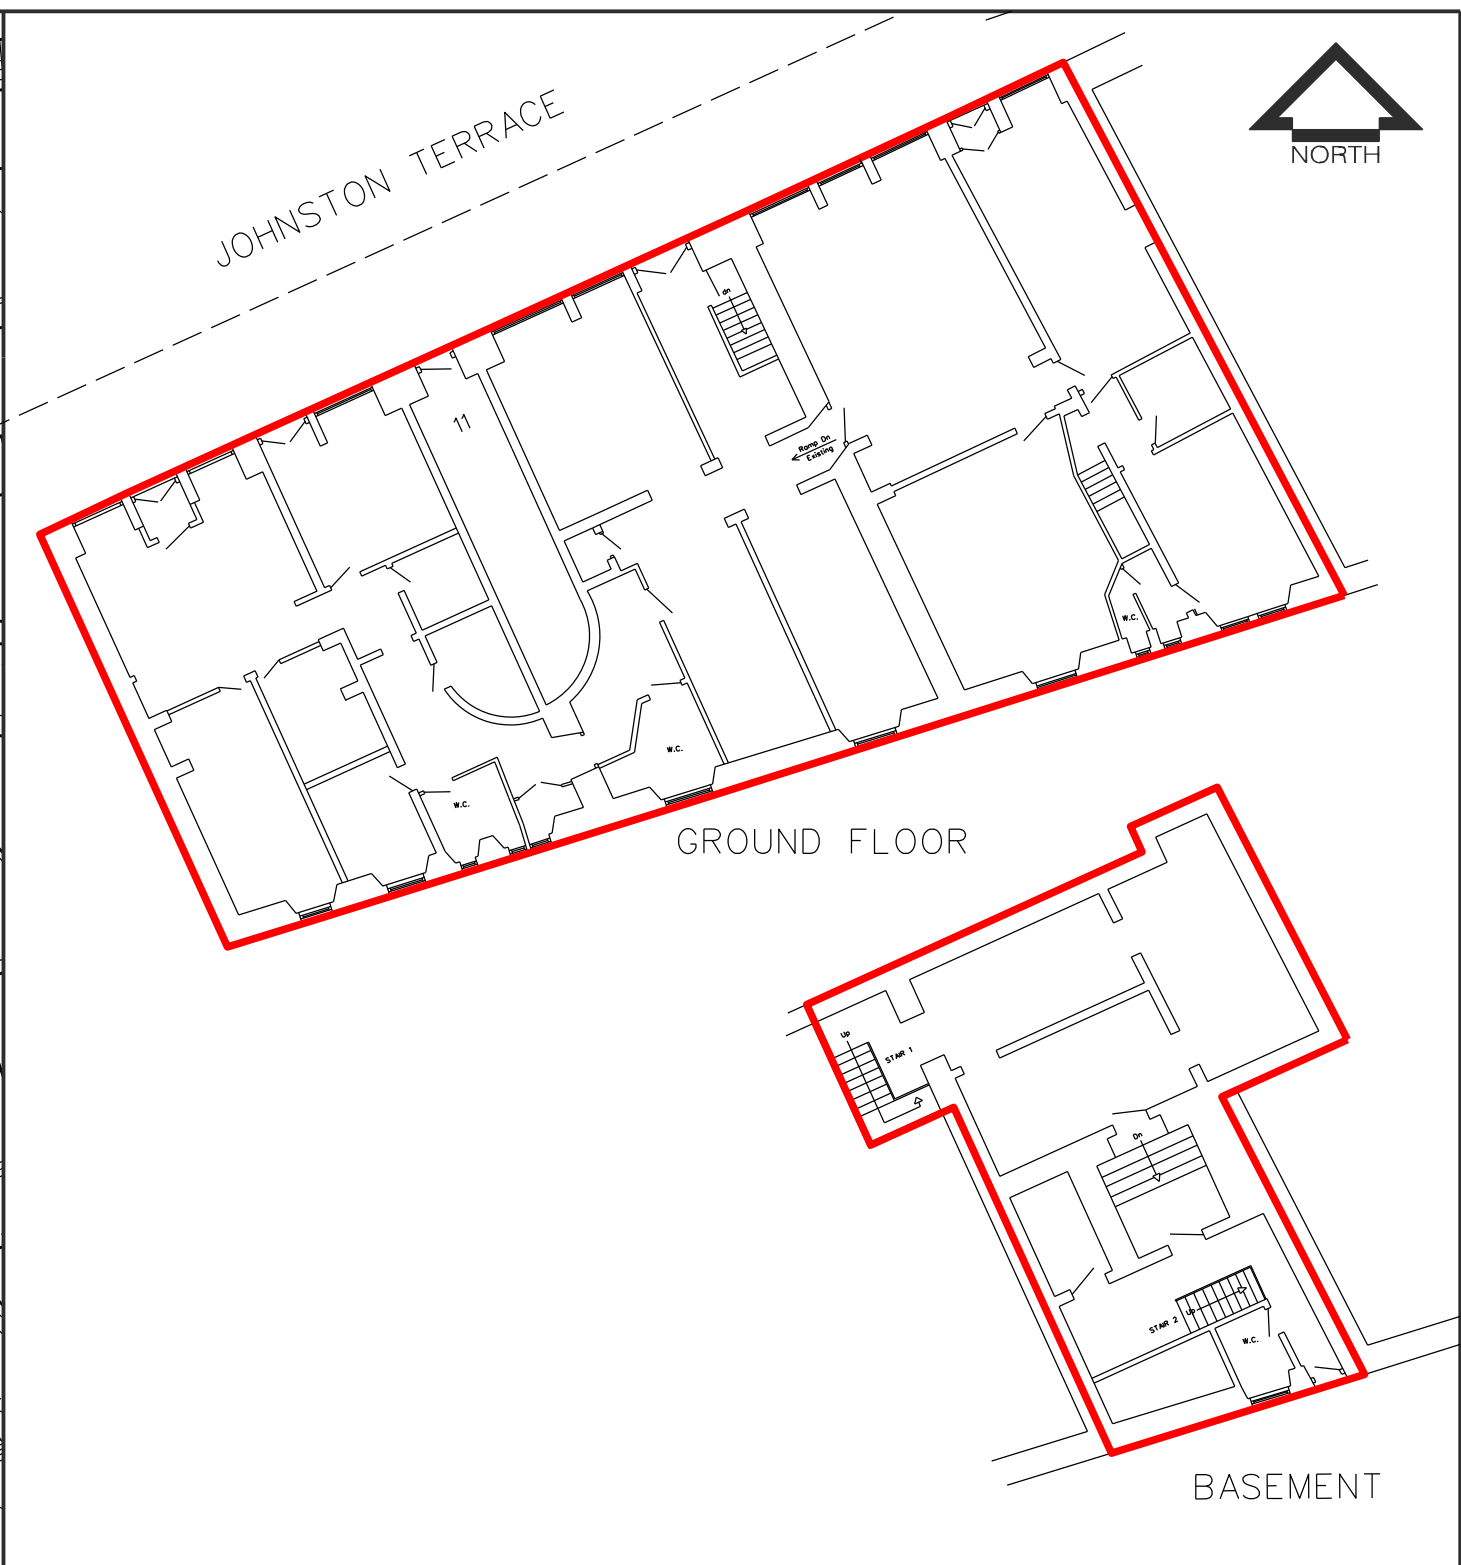 JOHNSTON TERRACE
NORTH
dn
11
Ramp Dn
Existing
W.C.
W.C.
W.C.
GROUND FLOOR
Up
STAIR 1
Dn
Up
STAIR 2
W.C.
BASEMENT